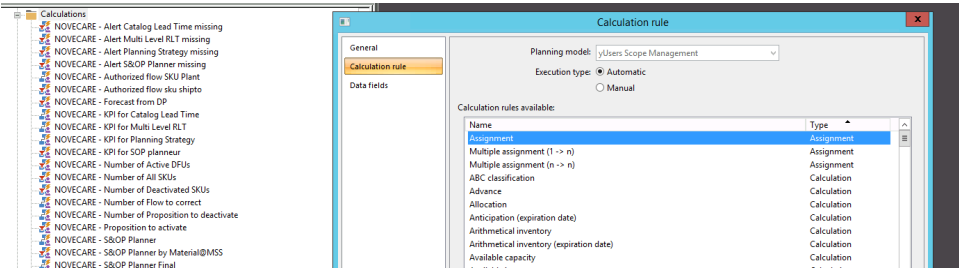 Calculations
NOVECARE - Alert Catalog Lead Time missing
NOVECARE - Alert Multi Level RLT missing
NOVECARE - Alert Planning Strategy missing
NOVECARE - Alert S&OP Planner missing
NOVECARE - Authorized flow SKU Plant
NOVECARE - Authorized flow sku shipto
NOVECARE - Forecast from DP
NOVECARE - KPI for Catalog Lead Time
NOVECARE - KPI for Multi Level RLT
NOVECARE - KPI for Planning Strategy
NOVECARE - KPI for SOP planneur
NOVECARE - Number of Active DFUs
NOVECARE - Number of All SKUs
NOVECARE - Number of Deactivated SKUs
NOVECARE - Number of Flow to correct
NOVECARE - Number of Proposition to deactivate
NOVECARE - Proposition to activate
NOVECARE - S&OP Planner
NOVECARE - S&OP Planner by Material@MSS
NOVECARE - S&OP Planner Final
Calculation rule
x
General
Calculation rule
Data fields
Planning model: yUsers Scope Management
Execution type: Automatic
Manual
Calculation rules available:
Name Type
Assignment Assignment
Multiple assignment (1 -> n) Assignment
Multiple assignment (n -> n) Assignment
ABC classification Calculation
Advance Calculation
Allocation Calculation
Anticipation (expiration date) Calculation
Arithmetical inventory Calculation
Arithmetical inventory (expiration date) Calculation
Available capacity Calculation